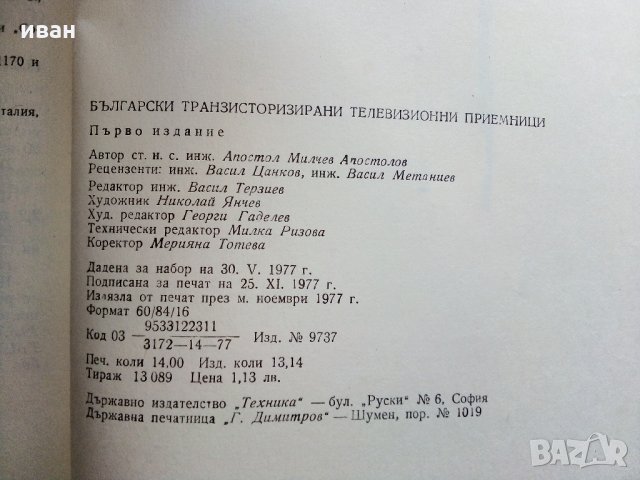 иван
и „С
1170 и
талия,
БЪЛГАРСКИ ТРАНЗИСТОРИЗИРАНИ ТЕЛЕВИЗИОННИ ПРИЕМНИЦИ
Първо издание
Автор ст. н. с. инж. Апостол Милчев Апостолов
Рецензенти: инж. Васил Цанков, инж. Васил Метаниев
Редактор инж. Васил Терзиев
Художник Николай Янчев
Худ. редактор Георги Гаделев
Технически редактор Милка Ризова
Коректор Мерияна Тотева
Дадена за набор на 30. V. 1977 г.
Подписана за печат на 25. XI. 1977 г.
Излязла от печат през м. ноември 1977 г.
Формат 60/84/16
Код 03 9533122311 / 3172—14—77 Изд. № 9737
Печ. коли 14,00 Изд. коли 13,14
Тираж 13 089 Цена 1,13 лв.
Държавно издателство „Техника“ — бул. „Руски“ № 6, София
Държавна печатница „Г. Димитров“ — Шумен, пор. № 1019
BAZAR
bg